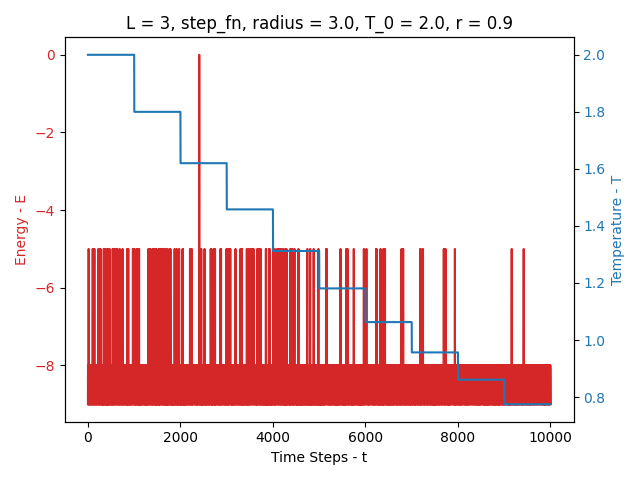 L = 3, step_fn, radius = 3.0, T_0 = 2.0, r = 0.9
0
−2
−4
−6
−8
Energy - E
2.0
1.8
1.6
1.4
1.2
1.0
0.8
Temperature - T
0 2000 4000 6000 8000 10000
Time Steps - t